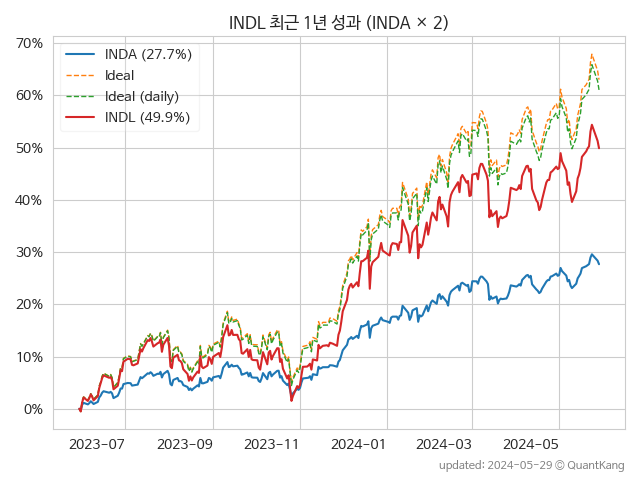 INDL 최근 1년 성과 (INDA × 2)
70%
60%
50%
40%
30%
20%
10%
0%
INDA (27.7%)
Ideal
Ideal (daily)
INDL (49.9%)
2023-07
2023-09
2023-11
2024-01
2024-03
2024-05
updated: 2024-05-29 © QuantKang